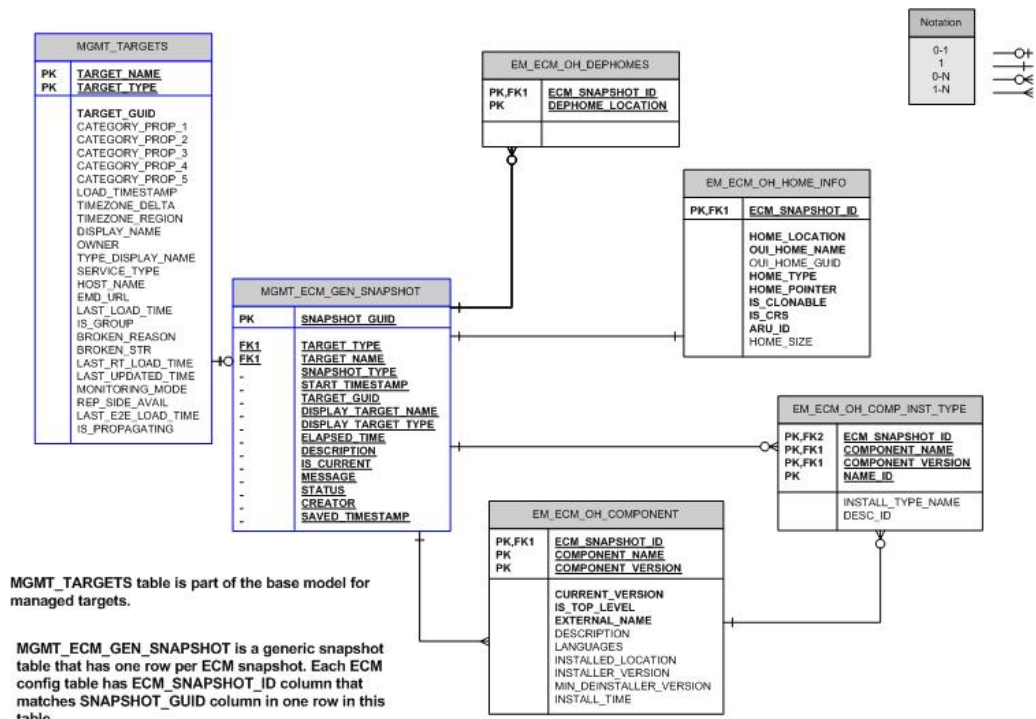 MGMT_TARGETS
PK TARGET_NAME
PK TARGET_TYPE
TARGET_GUID
CATEGORY_PROP_1
CATEGORY_PROP_2
CATEGORY_PROP_3
CATEGORY_PROP_4
CATEGORY_PROP_5
LOAD_TIMESTAMP
TIMEZONE_DELTA
TIMEZONE_REGION
DISPLAY_NAME
OWNER
TYPE_DISPLAY_NAME
SERVICE_TYPE
HOST_NAME
EMD_URL
LAST_LOAD_TIME
IS_GROUP
BROKEN_REASON
BROKEN_STR
LAST_RT_LOAD_TIME
LAST_UPDATED_TIME
MONITORING_MODE
REP_SIDE_AVAIL
LAST_E2E_LOAD_TIME
IS_PROPAGATING
EM_ECM_OH_DEPHOMES
PK,FK1 ECM_SNAPSHOT_ID
PK DEPHOME_LOCATION
Notation
0-1
1
0-N
1-N
EM_ECM_OH_HOME_INFO
PK,FK1 ECM_SNAPSHOT_ID
HOME_LOCATION
OUI_HOME_NAME
OUI_HOME_GUID
HOME_TYPE
HOME_POINTER
IS_CLONABLE
IS_CRS
ARU_ID
HOME_SIZE
MGMT_ECM_GEN_SNAPSHOT
PK SNAPSHOT_GUID
FK1 TARGET_TYPE
FK1 TARGET_NAME
- SNAPSHOT_TYPE
- START_TIMESTAMP
- TARGET_GUID
- DISPLAY_TARGET_NAME
- DISPLAY_TARGET_TYPE
- ELAPSED_TIME
- DESCRIPTION
- IS_CURRENT
- MESSAGE
- STATUS
- CREATOR
- SAVED_TIMESTAMP
EM_ECM_OH_COMP_INST_TYPE
PK,FK2 ECM_SNAPSHOT_ID
PK,FK1 COMPONENT_NAME
PK,FK1 COMPONENT_VERSION
PK NAME_ID
INSTALL_TYPE_NAME
DESC_ID
EM_ECM_OH_COMPONENT
PK,FK1 ECM_SNAPSHOT_ID
PK COMPONENT_NAME
PK COMPONENT_VERSION
CURRENT_VERSION
IS_TOP_LEVEL
EXTERNAL_NAME
DESCRIPTION
LANGUAGES
INSTALLED_LOCATION
INSTALLER_VERSION
MIN_DEINSTALLER_VERSION
INSTALL_TIME
MGMT_TARGETS table is part of the base model for
managed targets.
MGMT_ECM_GEN_SNAPSHOT is a generic snapshot
table that has one row per ECM snapshot. Each ECM
config table has ECM_SNAPSHOT_ID column that
matches SNAPSHOT_GUID column in one row in this
table